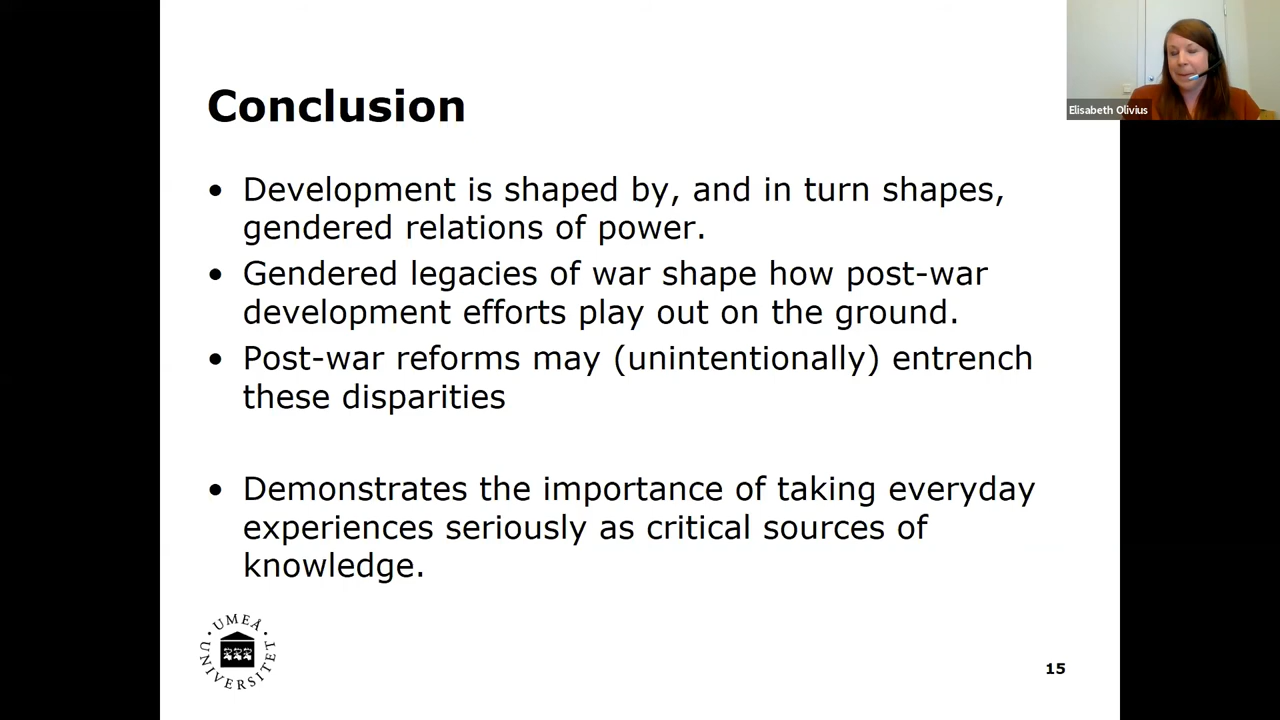 Conclusion
Elisabeth Olivius
• Development is shaped by, and in turn shapes,
gendered relations of power.
• Gendered legacies of war shape how post-war
development efforts play out on the ground.
• Post-war reforms may (unintentionally) entrench
these disparities
• Demonstrates the importance of taking everyday
experiences seriously as critical sources of
knowledge.
UMEÅ UNIVERSITET
15